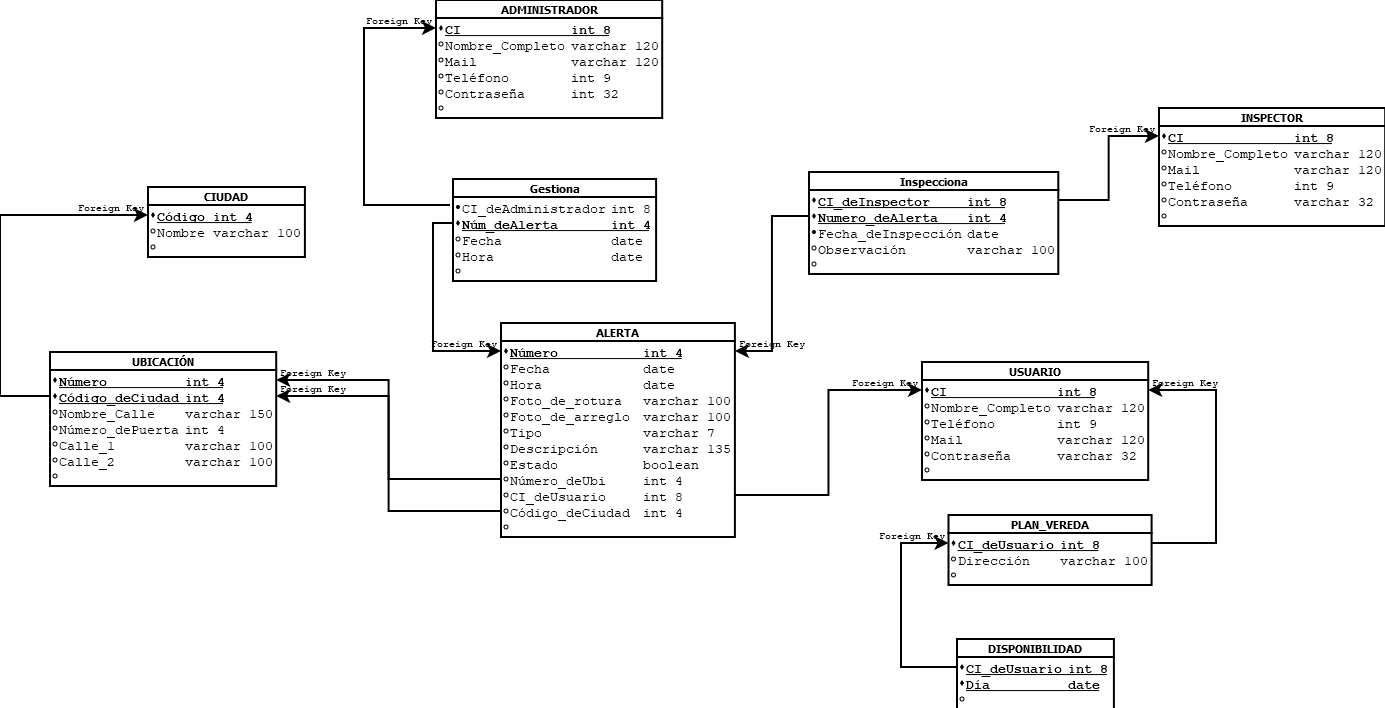 ADMINISTRADOR
Foreign Key
CI int 8
Nombre_Completo varchar 120
Mail varchar 120
Teléfono int 9
Contraseña int 32
INSPECTOR
Foreign Key
CI int 8
Nombre_Completo varchar 120
Mail varchar 120
Teléfono int 9
Contraseña varchar 32
Gestiona
CI_deAdministrador int 8
Núm_deAlerta int 4
Fecha date
Hora date
Inspecciona
CI_deInspector int 8
Numero_deAlerta int 4
Fecha_deInspección date
Observación varchar 100
CIUDAD
Foreign Key
Código int 4
Nombre varchar 100
ALERTA
Foreign Key
Foreign Key
Número int 4
Fecha date
Hora date
Foto_de_rotura varchar 100
Foto_de_arreglo varchar 100
Tipo varchar 7
Descripción varchar 135
Estado boolean
Número_deUbi int 4
CI_deUsuario int 8
Código_deCiudad int 4
UBICACIÓN
Foreign Key
Foreign Key
Número int 4
Código_deCiudad int 4
Nombre_Calle varchar 150
Número_dePuerta int 4
Calle_1 varchar 100
Calle_2 varchar 100
USUARIO
Foreign Key
Foreign Key
CI int 8
Nombre_Completo varchar 120
Teléfono int 9
Mail varchar 120
Contraseña varchar 32
PLAN_VEREDA
Foreign Key
CI_deUsuario int 8
Dirección varchar 100
DISPONIBILIDAD
CI_deUsuario int 8
Día date